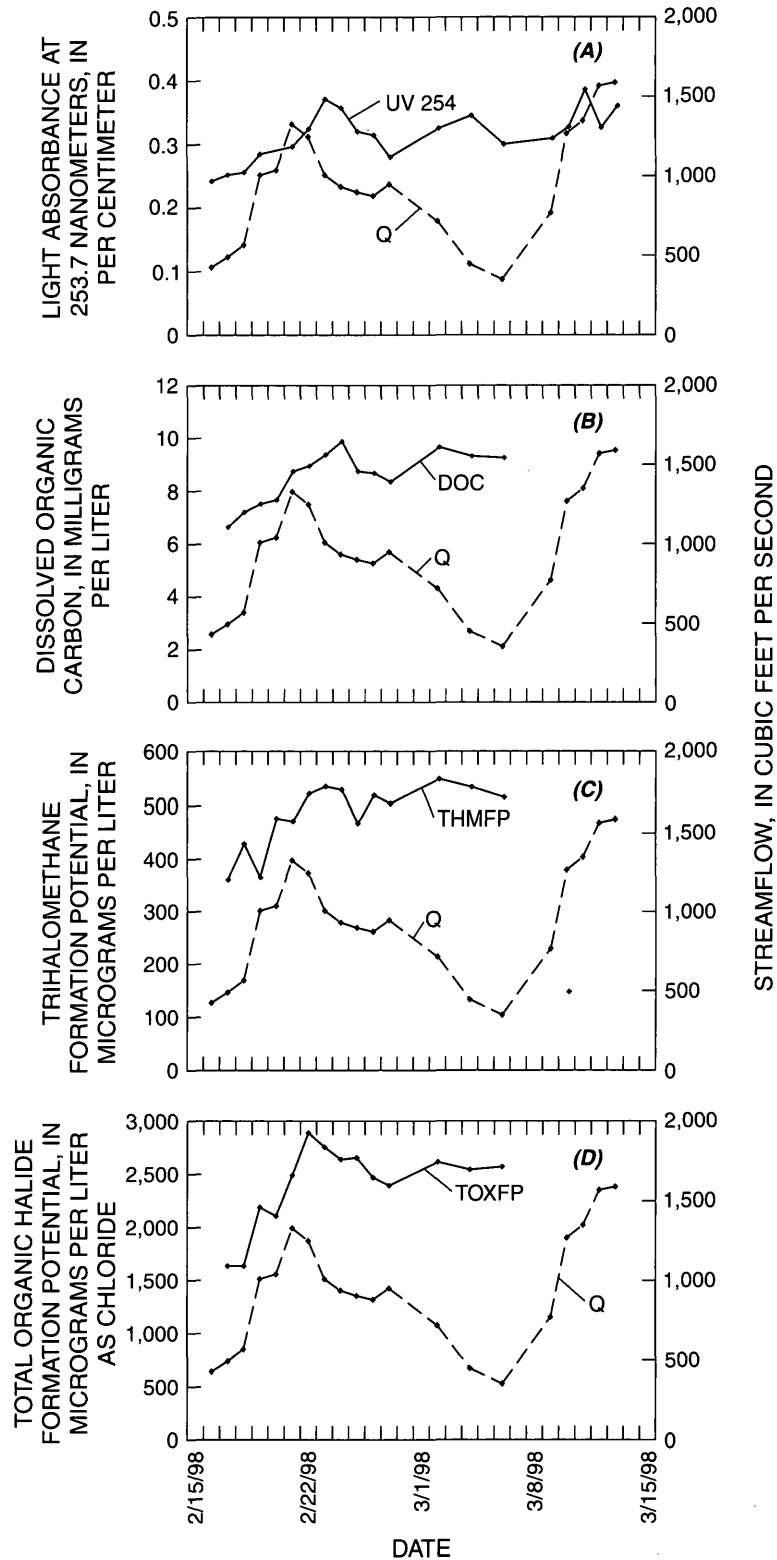 LIGHT ABSORBANCE AT
253.7 NANOMETERS, IN
PER CENTIMETER
0.5
0.4
0.3
0.2
0.1
0
2,000
1,500
1,000
500
0
(A)
UV 254
Q
DISSOLVED ORGANIC
CARBON, IN MILLIGRAMS
PER LITER
12
10
8
6
4
2
0
2,000
1,500
1,000
500
0
(B)
DOC
Q
TRIHALOMETHANE
FORMATION POTENTIAL, IN
MICROGRAMS PER LITER
600
500
400
300
200
100
0
2,000
1,500
1,000
500
0
(C)
THMFP
Q
TOTAL ORGANIC HALIDE
FORMATION POTENTIAL, IN
MICROGRAMS PER LITER
AS CHLORIDE
3,000
2,500
2,000
1,500
1,000
500
0
2,000
1,500
1,000
500
0
(D)
TOXFP
Q
STREAMFLOW, IN CUBIC FEET PER SECOND
2/15/98
2/22/98
3/1/98
3/8/98
3/15/98
DATE